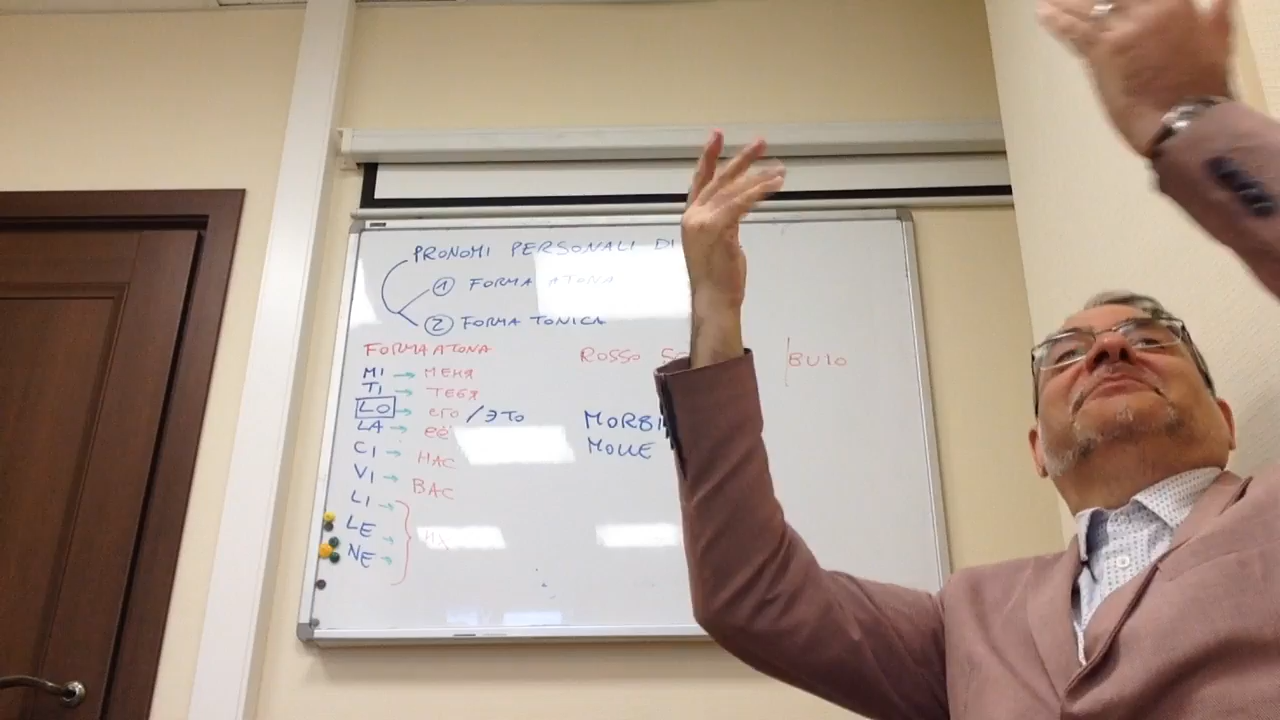 PRONOMI PERSONALI DI
① FORMA ATONA
② FORMA TONICA
FORMA ATONA
MI → МЕНЯ
TI → ТЕБЯ
LO → его / ЭТО
LA → её
CI → НАС
VI → ВАС
LI →
LE →
NE →
ИХ
ROSSO
BUIO
MOLLE